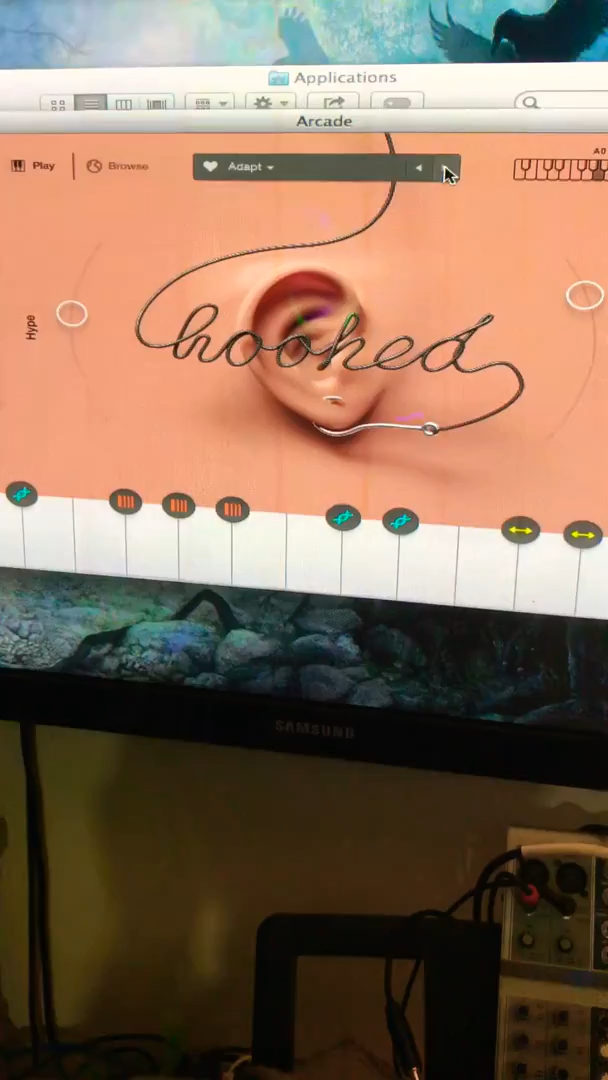 Applications
Arcade
A0
Play
Browse
Adapt
Hype
hooked
SAMSUNG